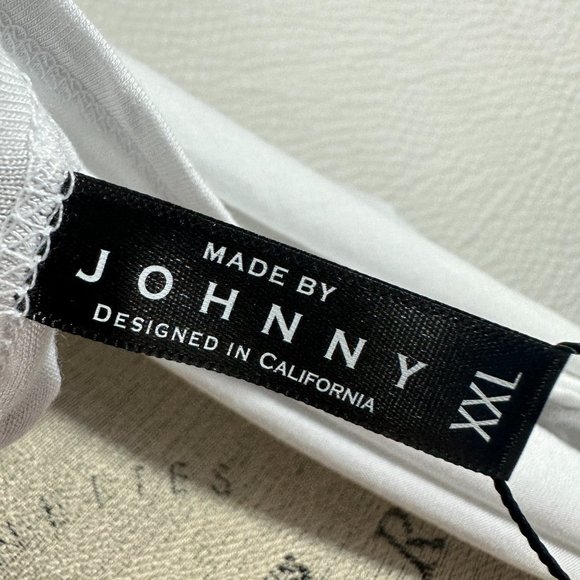 MADE BY
JOHNNY
DESIGNED IN CALIFORNIA
XXL